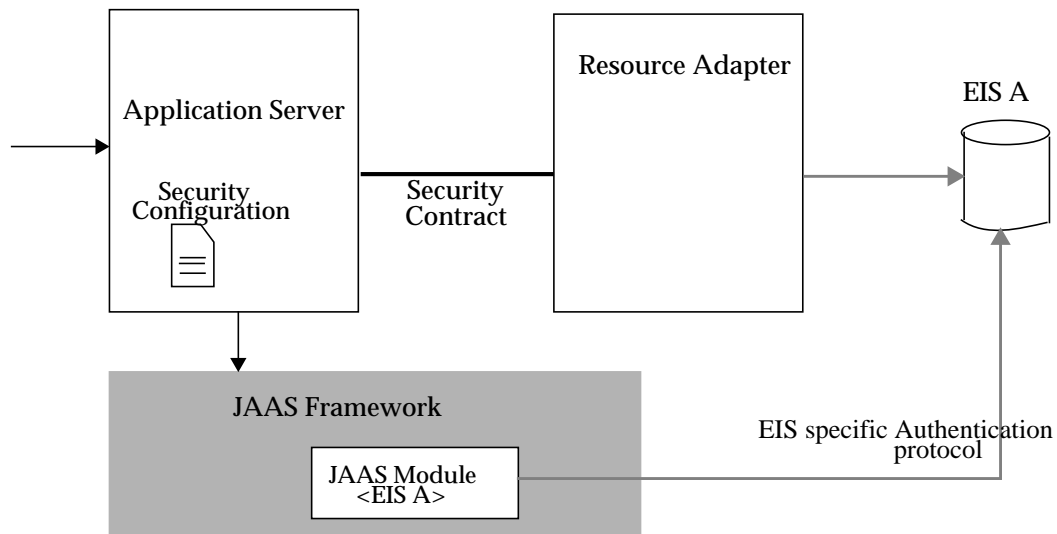 Application Server
Security
Configuration
Security
Contract
Resource Adapter
EIS A
JAAS Framework
JAAS Module
<EIS A>
EIS specific Authentication
protocol